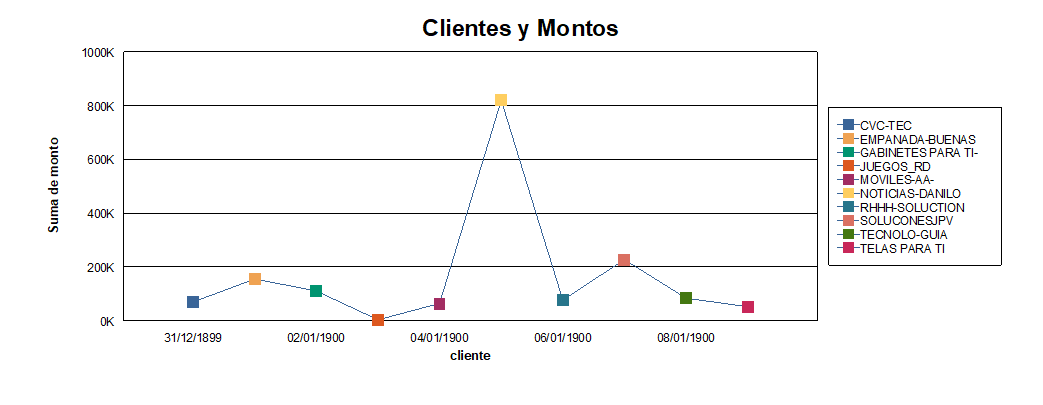 Clientes y Montos
1000K
800K
600K
400K
200K
0K
Suma de monto
31/12/1899
02/01/1900
04/01/1900
06/01/1900
08/01/1900
cliente
CVC-TEC
EMPANADA-BUENAS
GABINETES PARA TI-
JUEGOS_RD
MOVILES-AA-
NOTICIAS-DANILO
RHHH-SOLUCTION
SOLUCONESJPV
TECNOLO-GUIA
TELAS PARA TI